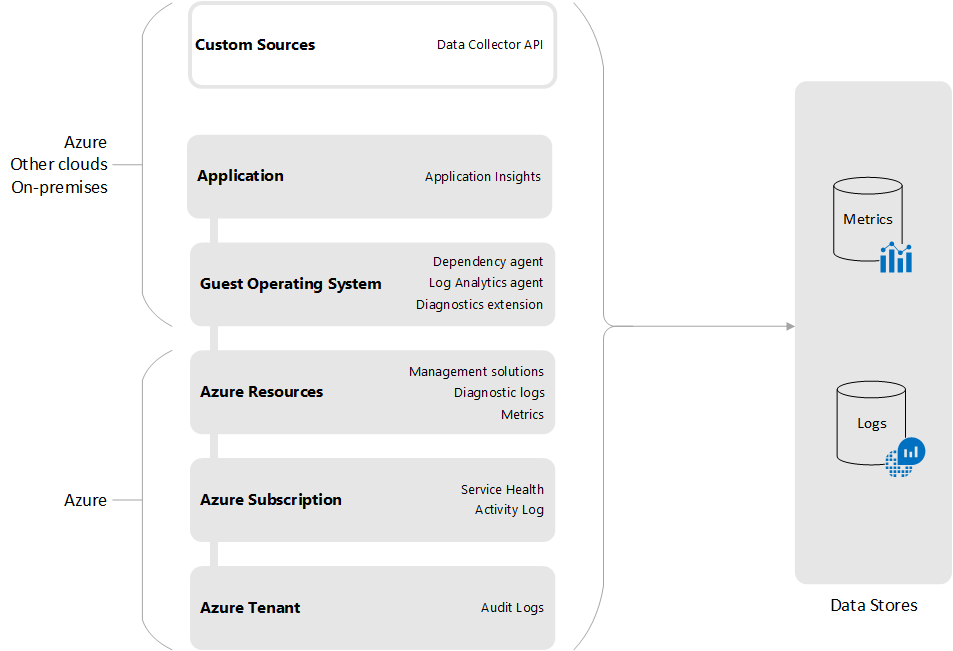 Custom Sources
Data Collector API
Azure
Other clouds
On-premises
Application
Application Insights
Guest Operating System
Dependency agent
Log Analytics agent
Diagnostics extension
Azure Resources
Management solutions
Diagnostic logs
Metrics
Azure
Azure Subscription
Service Health
Activity Log
Azure Tenant
Audit Logs
Metrics
Logs
Data Stores